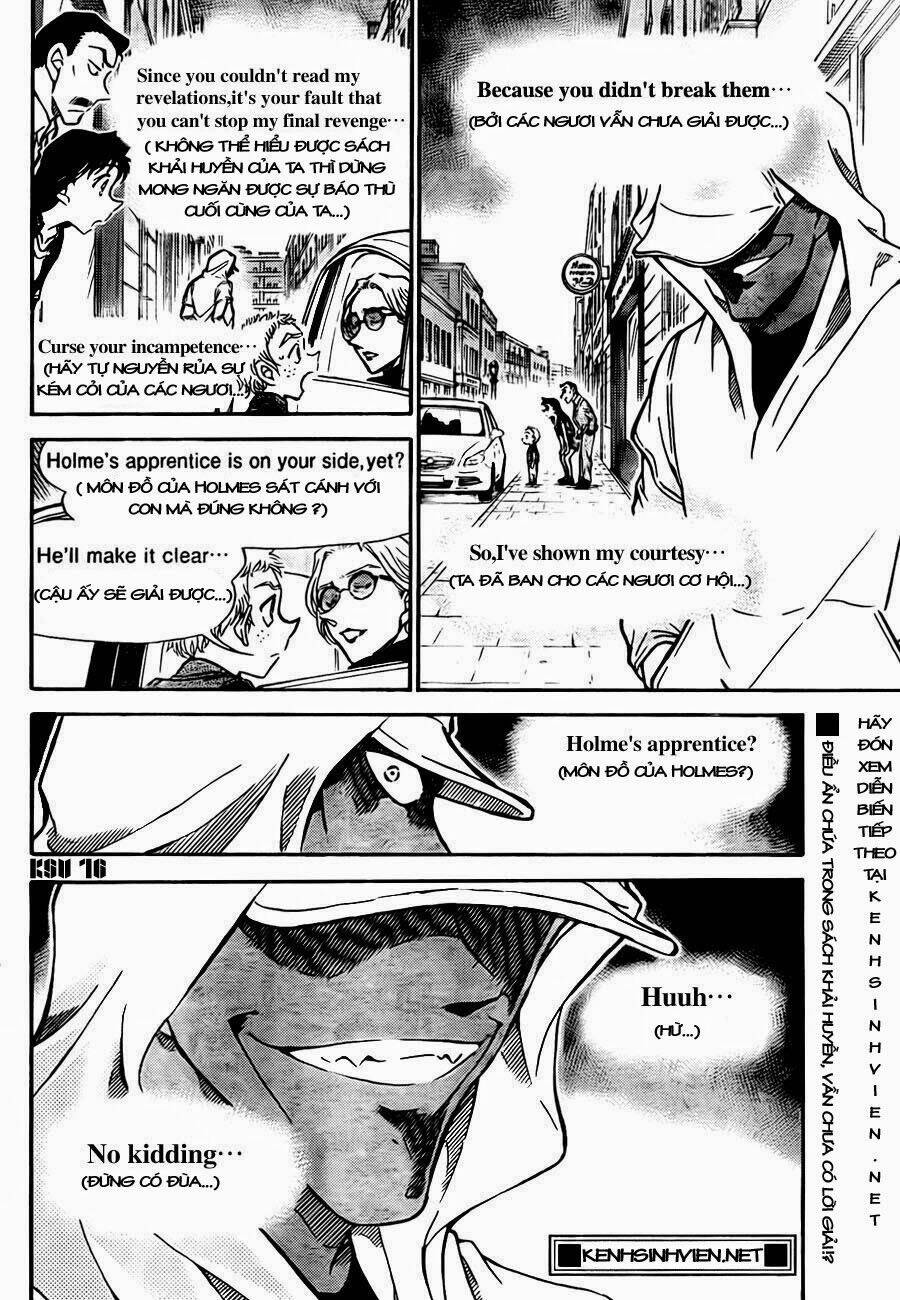 Since you couldn't read my
revelations,it's your fault that
you can't stop my final revenge…
( KHÔNG THỂ HIỂU ĐƯỢC SÁCH
KHẢI HUYỀN CỦA TA THÌ DỪNG
MONG NGĂN ĐƯỢC SỰ BÁO THÙ
CUỐI CÙNG CỦA TA...)
Curse your incampetence…
(HÃY TỰ NGUYỀN RỦA SỰ
KÉM CỎI CỦA CÁC NGƯƠI...)
Because you didn't break them…
(BỞI CÁC NGƯƠI VẪN CHƯA GIẢI ĐƯỢC...)
So,I've shown my courtesy…
(TA ĐÃ BAN CHO CÁC NGƯƠI CƠ HỘI...)
Holme's apprentice is on your side,yet?
( MÔN ĐỒ CỦA HOLMES SÁT CÁNH VỚI
CON MÀ ĐÚNG KHÔNG ?)
He'll make it clear…
(CẬU ẤY SẼ GIẢI ĐƯỢC...)
Holme's apprentice?
(MÔN ĐỒ CỦA HOLMES?)
KSV 16
Huuh…
(HỨ...)
No kidding…
(ĐỪNG CÓ ĐÙA...)
KENHSINHVIEN.NET
HÃY
ĐÓN
XEM
DIỄN
BIẾN
TIẾP
THEO
TẠI
K
E
N
H
S
I
N
H
V
I
E
N
.
N
E
T
ĐIỀU ẨN CHỨA TRONG SÁCH KHẢI HUYỀN, VẪN CHƯA CÓ LỜI GIẢI!?